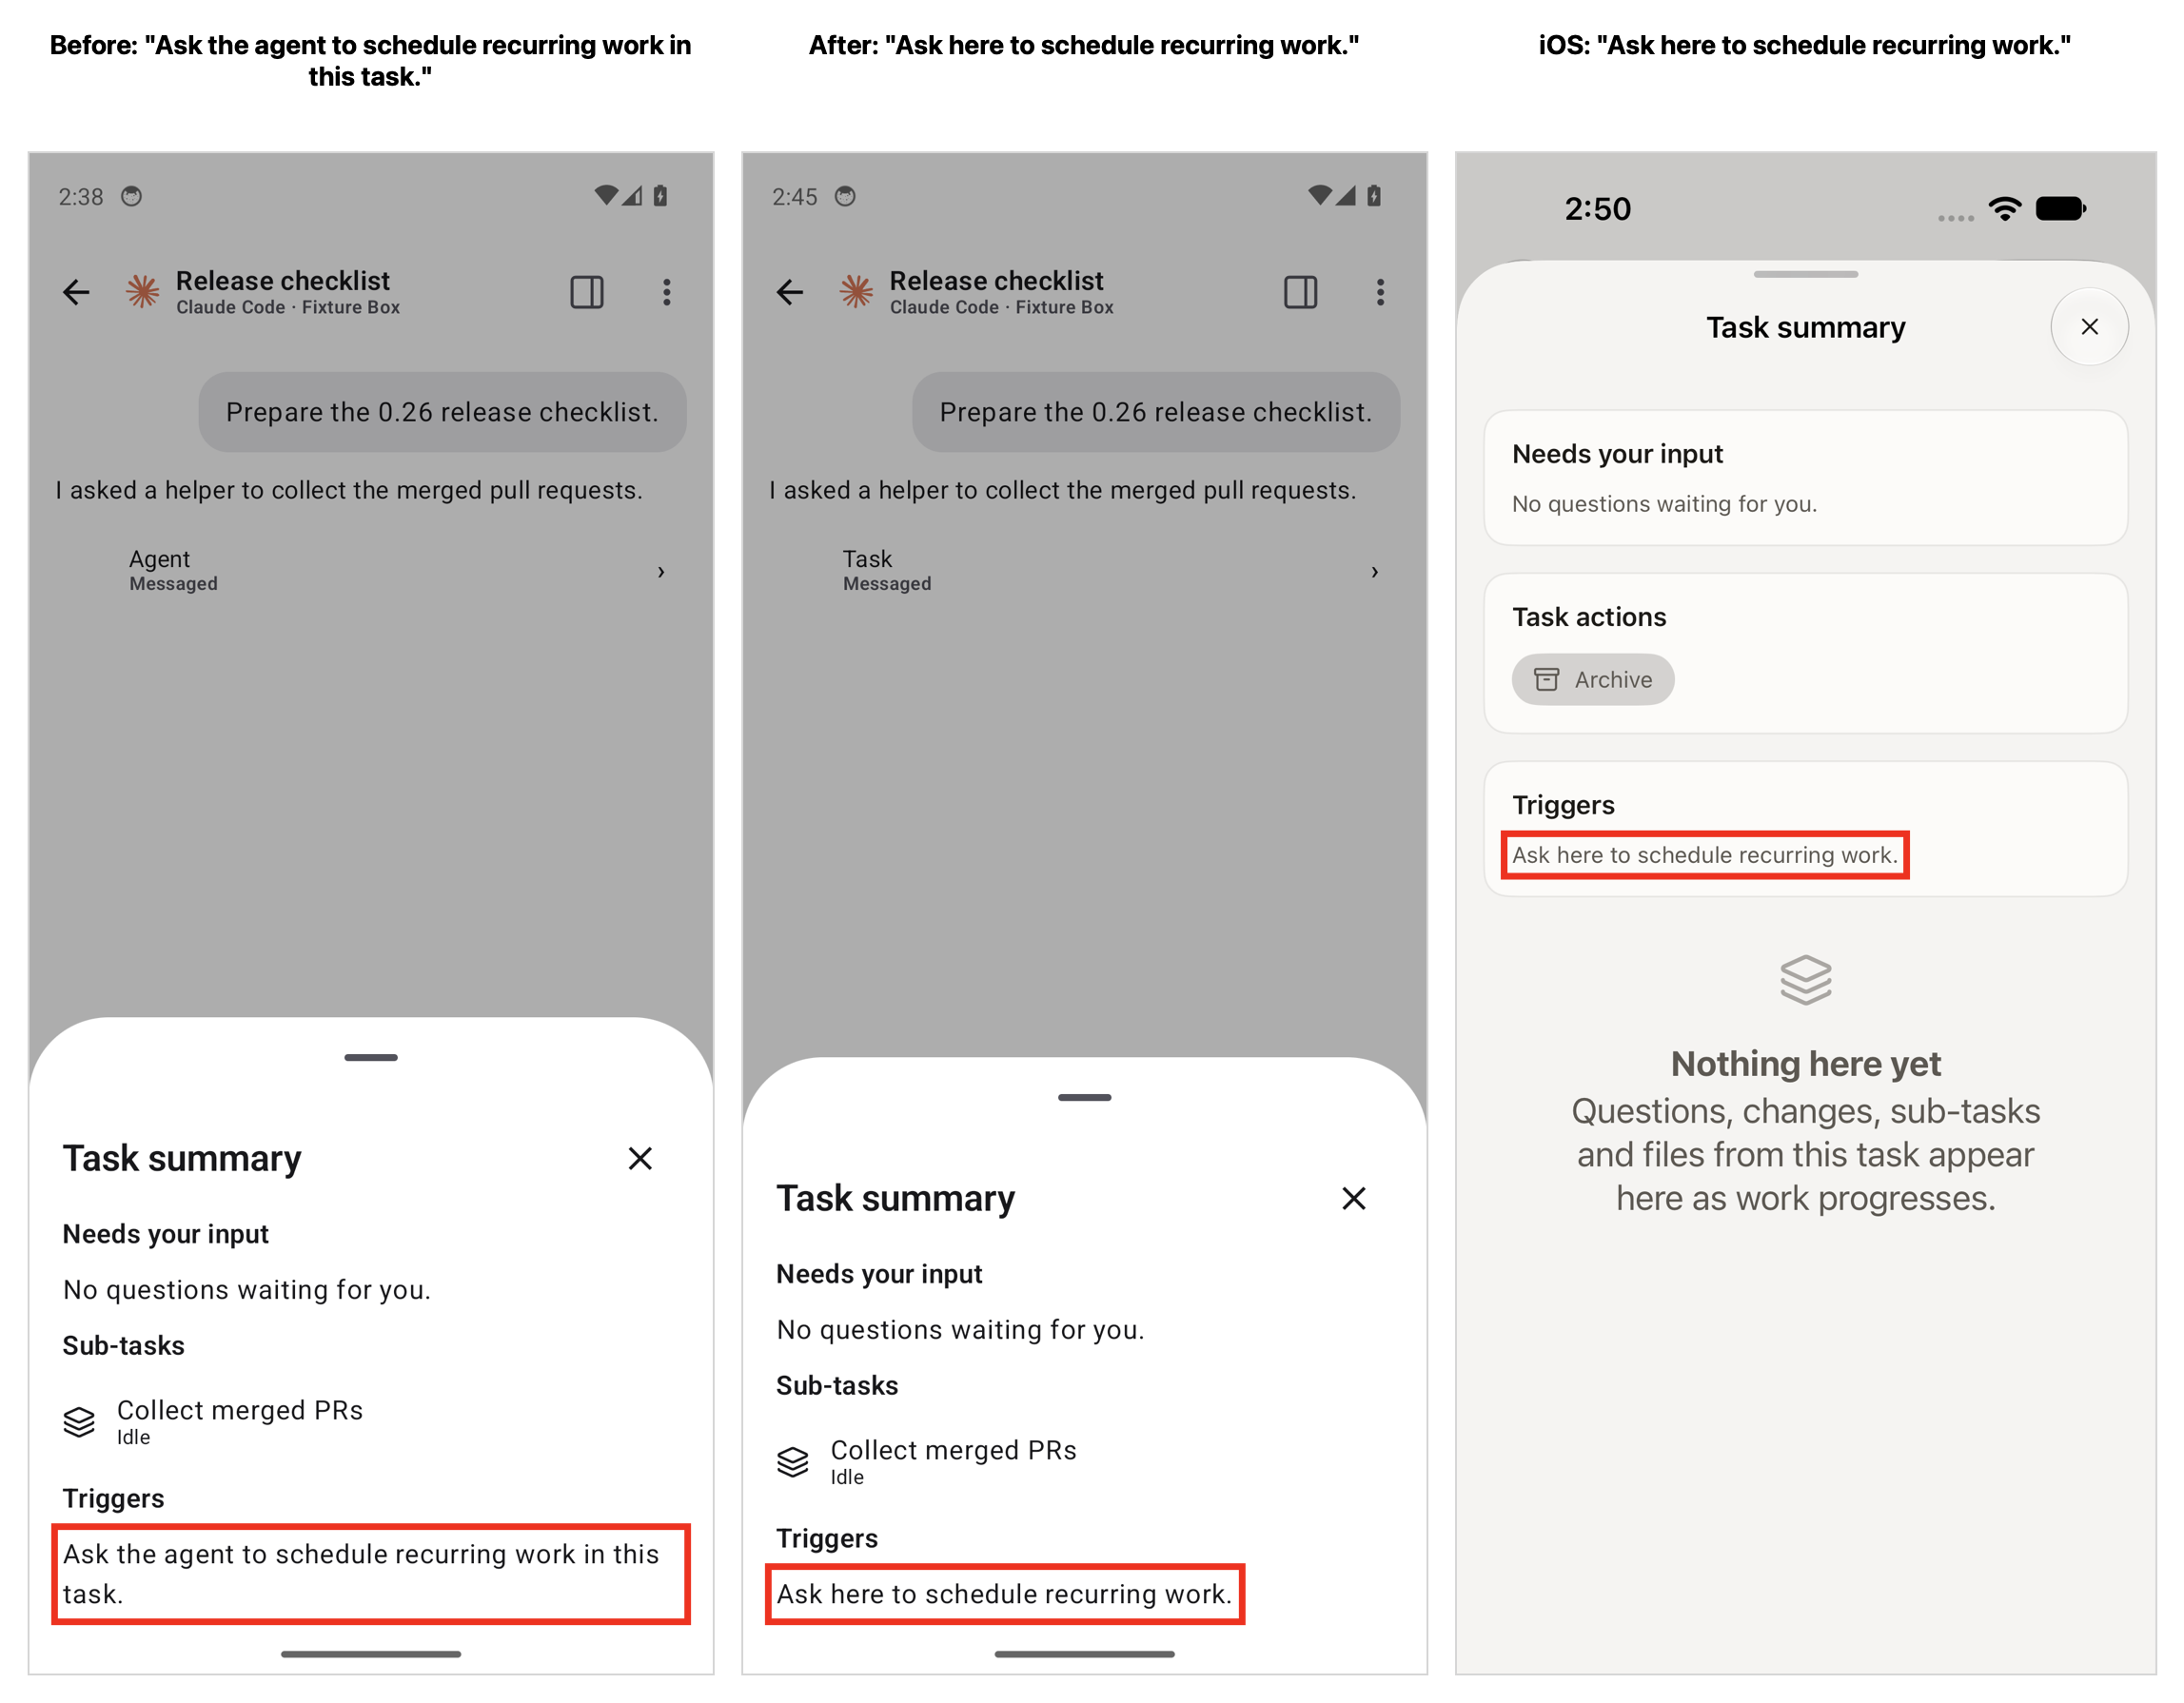 Before: "Ask the agent to schedule recurring work in
this task."
2:38
Release checklist
Claude Code · Fixture Box
Prepare the 0.26 release checklist.
I asked a helper to collect the merged pull requests.
Agent
Messaged
Task summary
Needs your input
No questions waiting for you.
Sub-tasks
Collect merged PRs
Idle
Triggers
Ask the agent to schedule recurring work in this
task.
After: "Ask here to schedule recurring work."
2:45
Release checklist
Claude Code · Fixture Box
Prepare the 0.26 release checklist.
I asked a helper to collect the merged pull requests.
Task
Messaged
Task summary
Needs your input
No questions waiting for you.
Sub-tasks
Collect merged PRs
Idle
Triggers
Ask here to schedule recurring work.
iOS: "Ask here to schedule recurring work."
2:50
Task summary
Needs your input
No questions waiting for you.
Task actions
Archive
Triggers
Ask here to schedule recurring work.
Nothing here yet
Questions, changes, sub-tasks
and files from this task appear
here as work progresses.